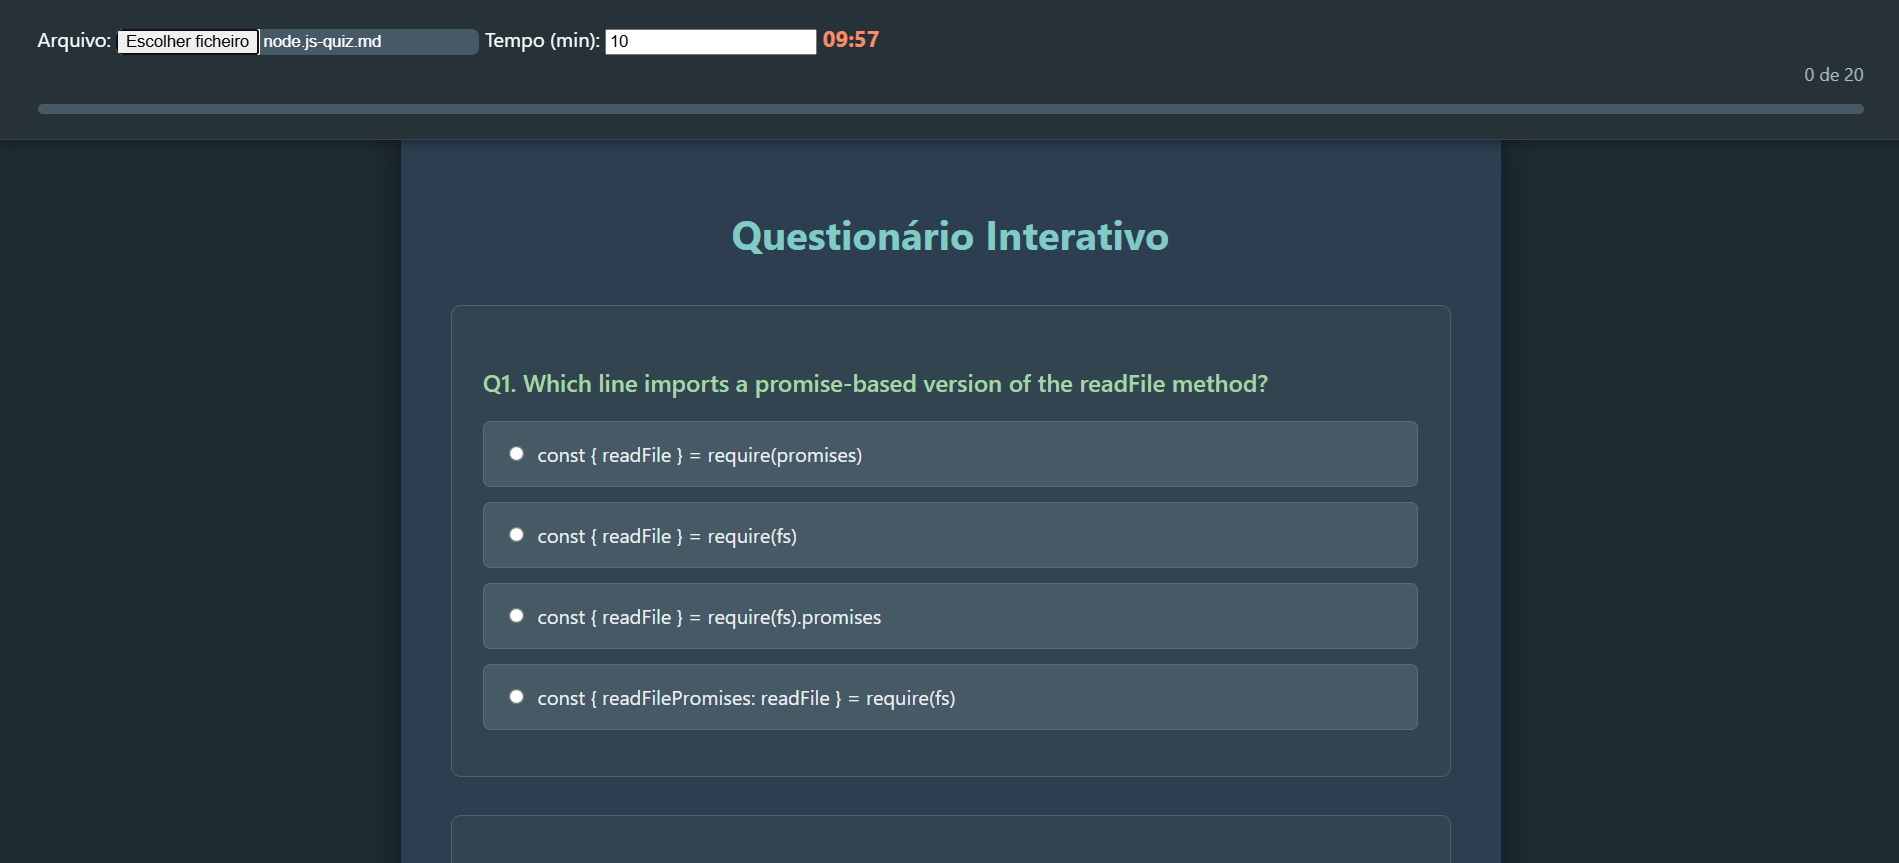 Arquivo: Escolher ficheiro node.js-quiz.md Tempo (min): 10 09:57
0 de 20
Questionário Interativo
Q1. Which line imports a promise-based version of the readFile method?
const { readFile } = require(promises)
const { readFile } = require(fs)
const { readFile } = require(fs).promises
const { readFilePromises: readFile } = require(fs)